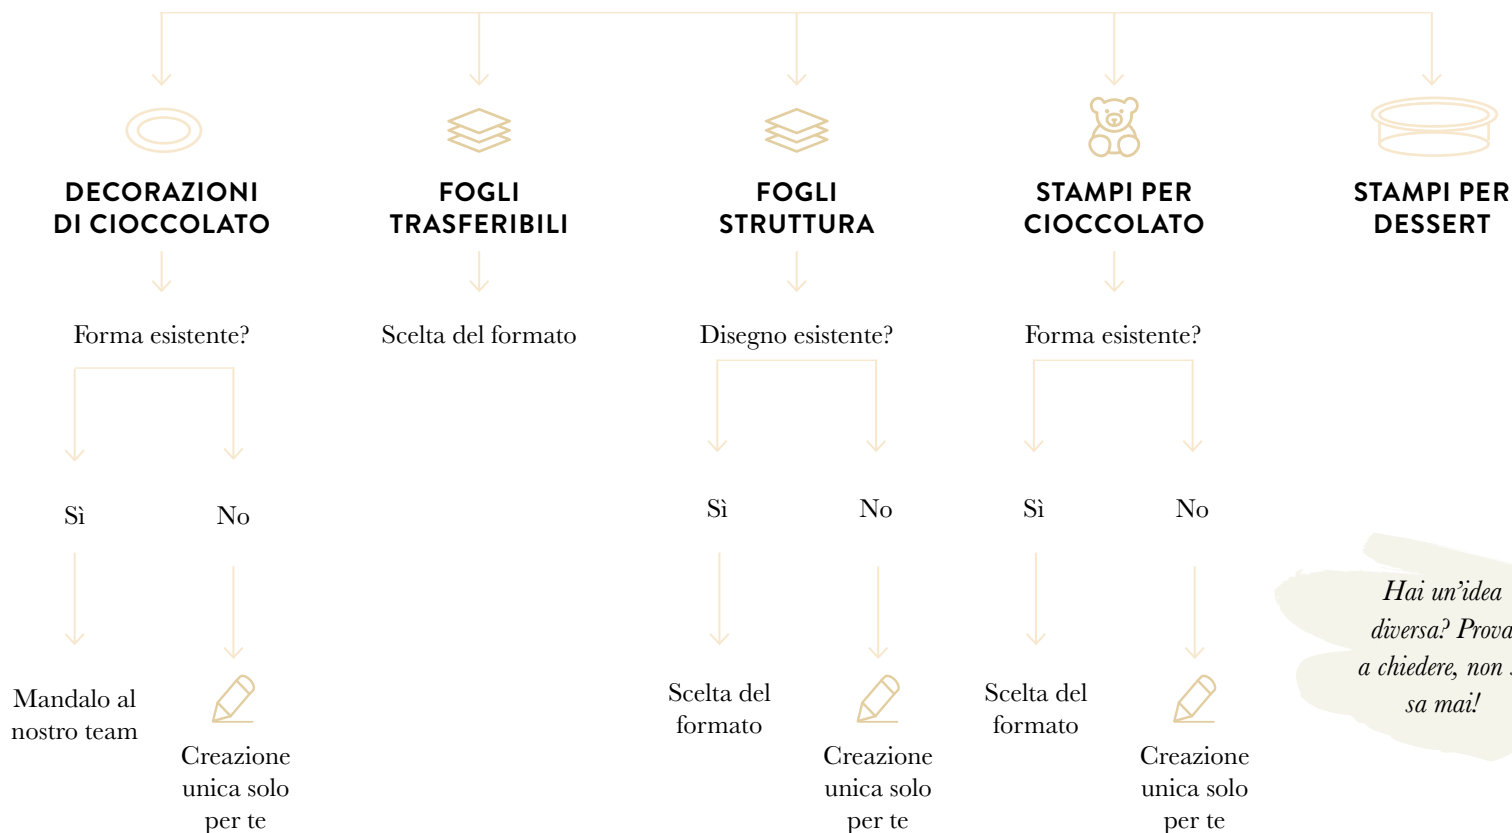 DECORAZIONI
DI CIOCCOLATO
FOGLI
TRASFERIBILI
FOGLI
STRUTTURA
STAMPI PER
CIOCCOLATO
STAMPI PER
DESSERT
Forma esistente?
Scelta del formato
Disegno esistente?
Forma esistente?
Sì
No
Sì
No
Sì
No
Mandalo al
nostro team
Creazione
unica solo
per te
Scelta del
formato
Creazione
unica solo
per te
Scelta del
formato
Creazione
unica solo
per te
Hai un’idea
diversa? Prova
a chiedere, non
sa mai!